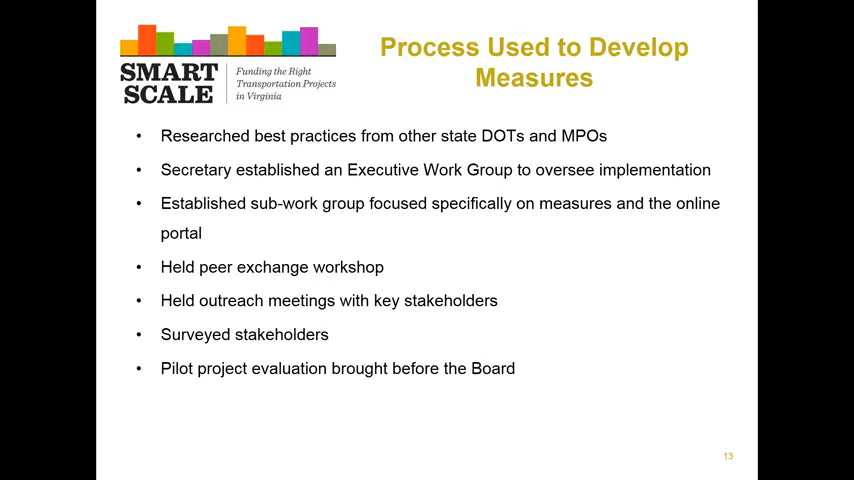 SMART
SCALE
Funding the Right
Transportation Projects
in Virginia
Process Used to Develop
Measures
• Researched best practices from other state DOTs and MPOs
• Secretary established an Executive Work Group to oversee implementation
• Established sub-work group focused specifically on measures and the online
portal
• Held peer exchange workshop
• Held outreach meetings with key stakeholders
• Surveyed stakeholders
• Pilot project evaluation brought before the Board
13